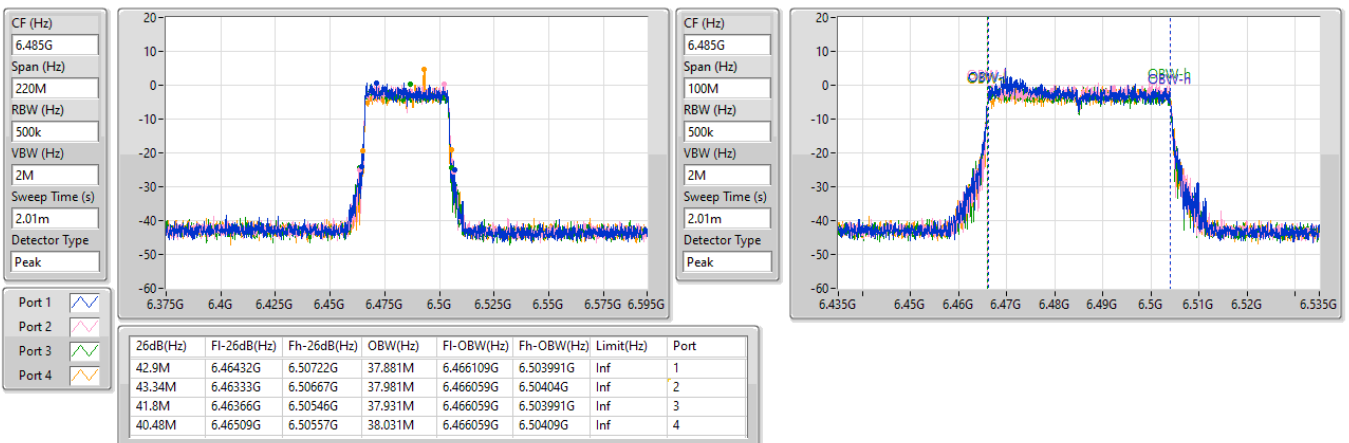 CF (Hz)
6.485G
Span (Hz)
220M
RBW (Hz)
500k
VBW (Hz)
2M
Sweep Time (s)
2.01m
Detector Type
Peak
20
10
0
-10
-20
-30
-40
-50
-60
6.375G 6.4G 6.425G 6.45G 6.475G 6.5G 6.525G 6.55G 6.575G 6.595G
CF (Hz)
6.485G
Span (Hz)
100M
RBW (Hz)
500k
VBW (Hz)
2M
Sweep Time (s)
2.01m
Detector Type
Peak
20
10
0
-10
-20
-30
-40
-50
-60
OBW-h
OBW-h
6.435G 6.45G 6.46G 6.47G 6.48G 6.49G 6.5G 6.51G 6.52G 6.535G
Port 1
Port 2
Port 3
Port 4
26dB(Hz) Fl-26dB(Hz) Fh-26dB(Hz) OBW(Hz) Fl-OBW(Hz) Fh-OBW(Hz) Limit(Hz) Port
42.9M 6.46432G 6.50722G 37.881M 6.466109G 6.503991G Inf 1
43.34M 6.46333G 6.50667G 37.981M 6.466059G 6.50404G Inf 2
41.8M 6.46366G 6.50546G 37.931M 6.466059G 6.503991G Inf 3
40.48M 6.46509G 6.50557G 38.031M 6.466059G 6.50409G Inf 4